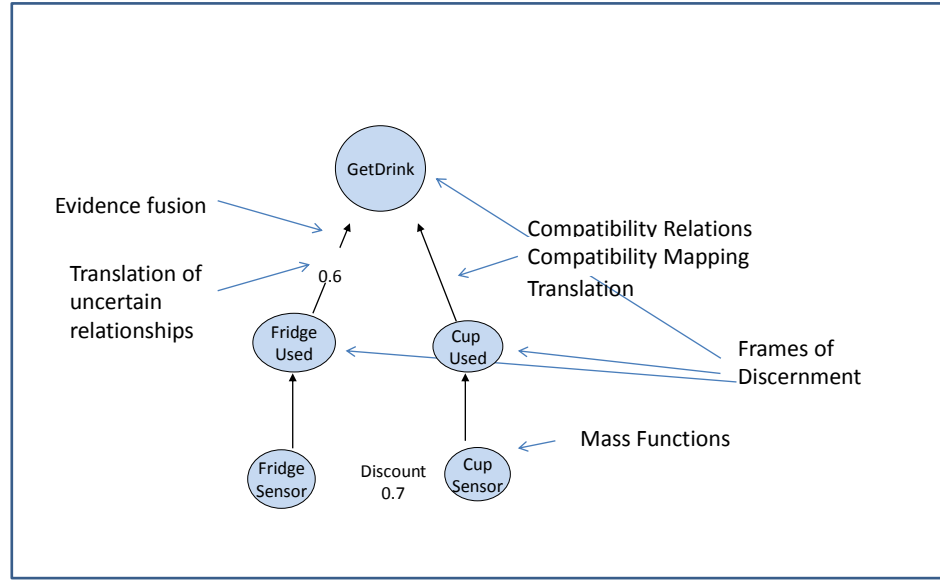 GetDrink
Evidence fusion
Compatibility Relations
Compatibility Mapping
Translation
Translation of
uncertain
relationships
0.6
Fridge
Used
Cup
Used
Frames of
Discernment
Mass Functions
Fridge
Sensor
Discount
0.7
Cup
Sensor